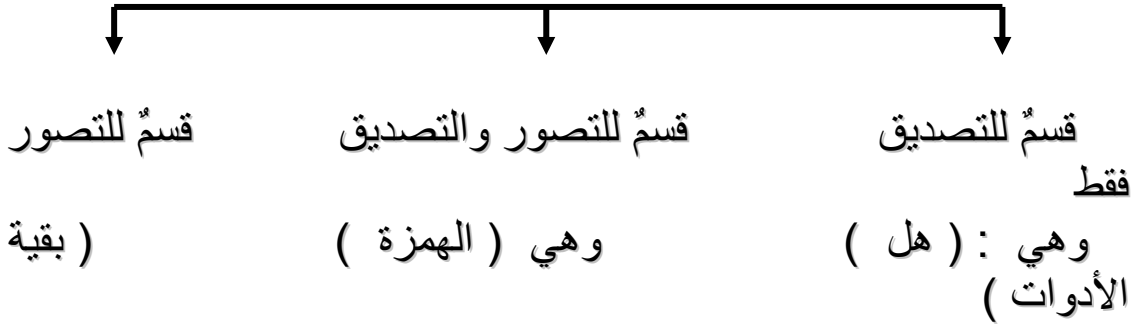 قسمٌ للتصديق قسمٌ للتصور والتصديق قسمٌ للتصور
فقط
وهي : ( هل ) وهي ( الهمزة ) ( بقية
الأدوات )